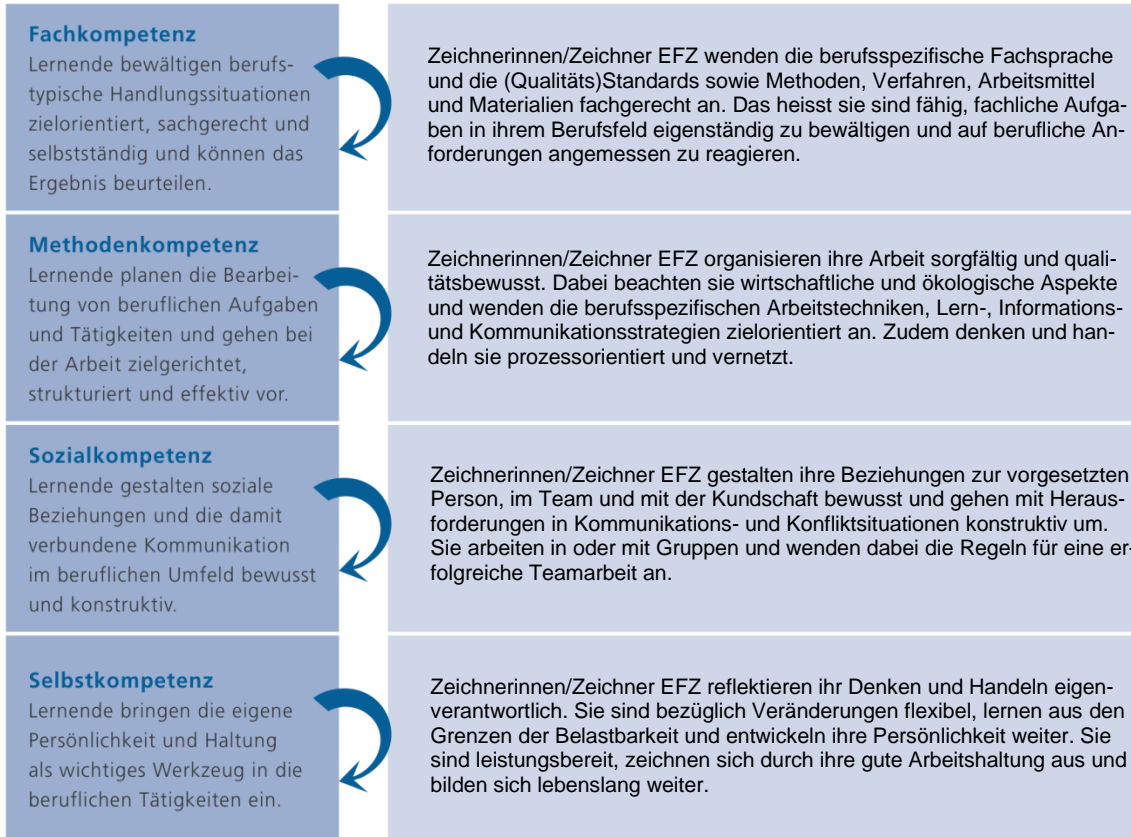 Fachkompetenz
Lernende bewältigen berufs-
typische Handlungssituationen
zielorientiert, sachgerecht und
selbstständig und können das
Ergebnis beurteilen.
Zeichnerinnen/Zeichner EFZ wenden die berufsspezifische Fachsprache
und die (Qualitäts)Standards sowie Methoden, Verfahren, Arbeitsmittel
und Materialien fachgerecht an. Das heisst sie sind fähig, fachliche Aufga-
ben in ihrem Berufsfeld eigenständig zu bewältigen und auf berufliche An-
forderungen angemessen zu reagieren.
Methodenkompetenz
Lernende planen die Bearbei-
tung von beruflichen Aufgaben
und Tätigkeiten und gehen bei
der Arbeit zielgerichtet,
strukturiert und effektiv vor.
Zeichnerinnen/Zeichner EFZ organisieren ihre Arbeit sorgfältig und quali-
tätsbewusst. Dabei beachten sie wirtschaftliche und ökologische Aspekte
und wenden die berufsspezifischen Arbeitstechniken, Lern-, Informations-
und Kommunikationsstrategien zielorientiert an. Zudem denken und han-
deln sie prozessorientiert und vernetzt.
Sozialkompetenz
Lernende gestalten soziale
Beziehungen und die damit
verbundene Kommunikation
im beruflichen Umfeld bewusst
und konstruktiv.
Zeichnerinnen/Zeichner EFZ gestalten ihre Beziehungen zur vorgesetzten
Person, im Team und mit der Kundschaft bewusst und gehen mit Heraus-
forderungen in Kommunikations- und Konfliktsituationen konstruktiv um.
Sie arbeiten in oder mit Gruppen und wenden dabei die Regeln für eine er-
folgreiche Teamarbeit an.
Selbstkompetenz
Lernende bringen die eigene
Persönlichkeit und Haltung
als wichtiges Werkzeug in die
beruflichen Tätigkeiten ein.
Zeichnerinnen/Zeichner EFZ reflektieren ihr Denken und Handeln eigen-
verantwortlich. Sie sind bezüglich Veränderungen flexibel, lernen aus den
Grenzen der Belastbarkeit und entwickeln ihre Persönlichkeit weiter. Sie
sind leistungsbereit, zeichnen sich durch ihre gute Arbeitshaltung aus und
bilden sich lebenslang weiter.